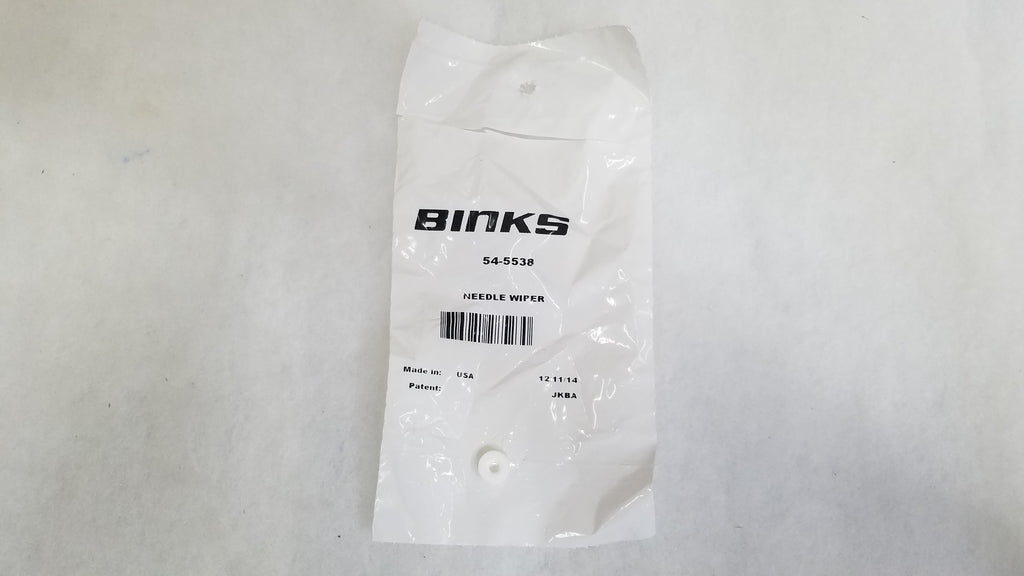 BINKS
54-5538
NEEDLE WIPER
Made in: USA 12 11/14
Patent: JKBA